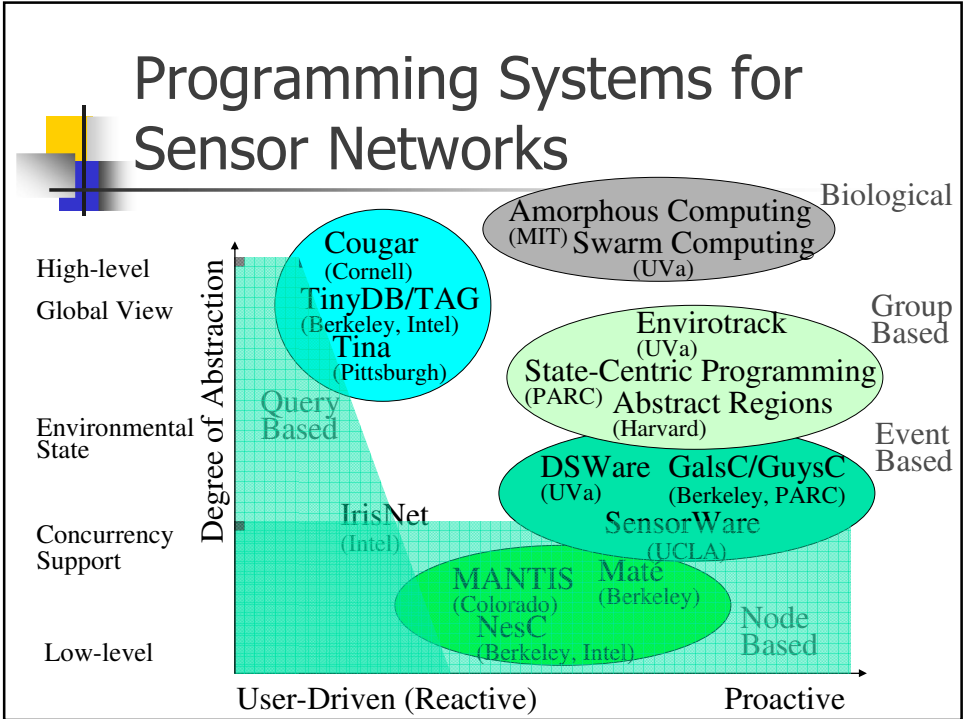 Programming Systems for
Sensor Networks
Biological
Amorphous Computing
(MIT) Swarm Computing
(UVa)
Cougar
(Cornell)
TinyDB/TAG
(Berkeley, Intel)
Tina
(Pittsburgh)
Query
Based
High-level
Global View
Environmental
State
Concurrency
Support
Low-level
Degree of Abstraction
Group
Based
Envirotrack
(UVa)
State-Centric Programming
(PARC) Abstract Regions
(Harvard)
Event
Based
DSWare GalsC/GuysC
(UVa) (Berkeley, PARC)
SensorWare
(UCLA)
IrisNet
(Intel)
MANTIS Maté
(Colorado) (Berkeley)
NesC
(Berkeley, Intel)
Node
Based
User-Driven (Reactive) Proactive